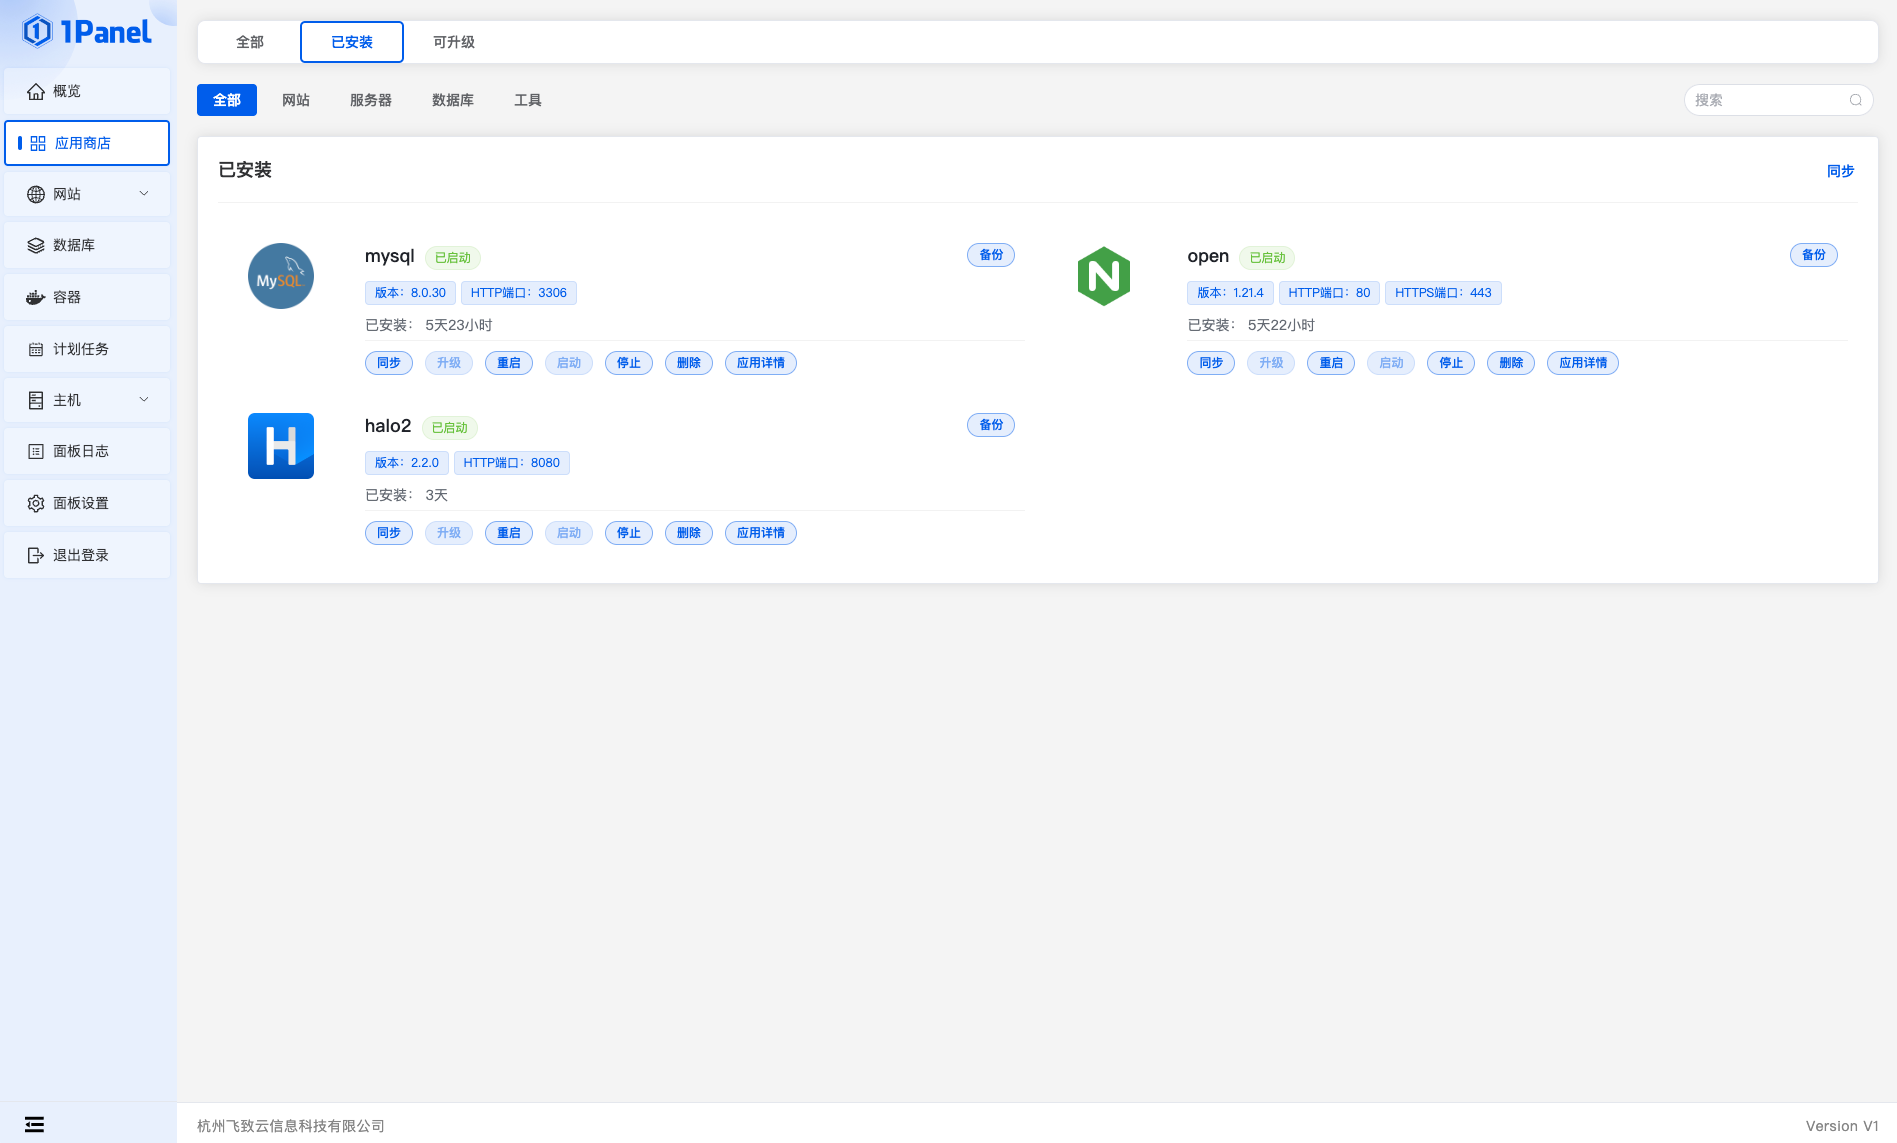 1Panel
概览
应用商店
网站
数据库
容器
计划任务
主机
面板日志
面板设置
退出登录
全部 已安装 可升级
全部 网站 服务器 数据库 工具
搜索
已安装
同步
MySQL
mysql 已启动
备份
版本：8.0.30 HTTP端口：3306
已安装： 5天23小时
同步 升级 重启 启动 停止 删除 应用详情
N
open 已启动
备份
版本：1.21.4 HTTP端口：80 HTTPS端口：443
已安装： 5天22小时
同步 升级 重启 启动 停止 删除 应用详情
H
halo2 已启动
备份
版本：2.2.0 HTTP端口：8080
已安装： 3天
同步 升级 重启 启动 停止 删除 应用详情
杭州飞致云信息科技有限公司
Version V1